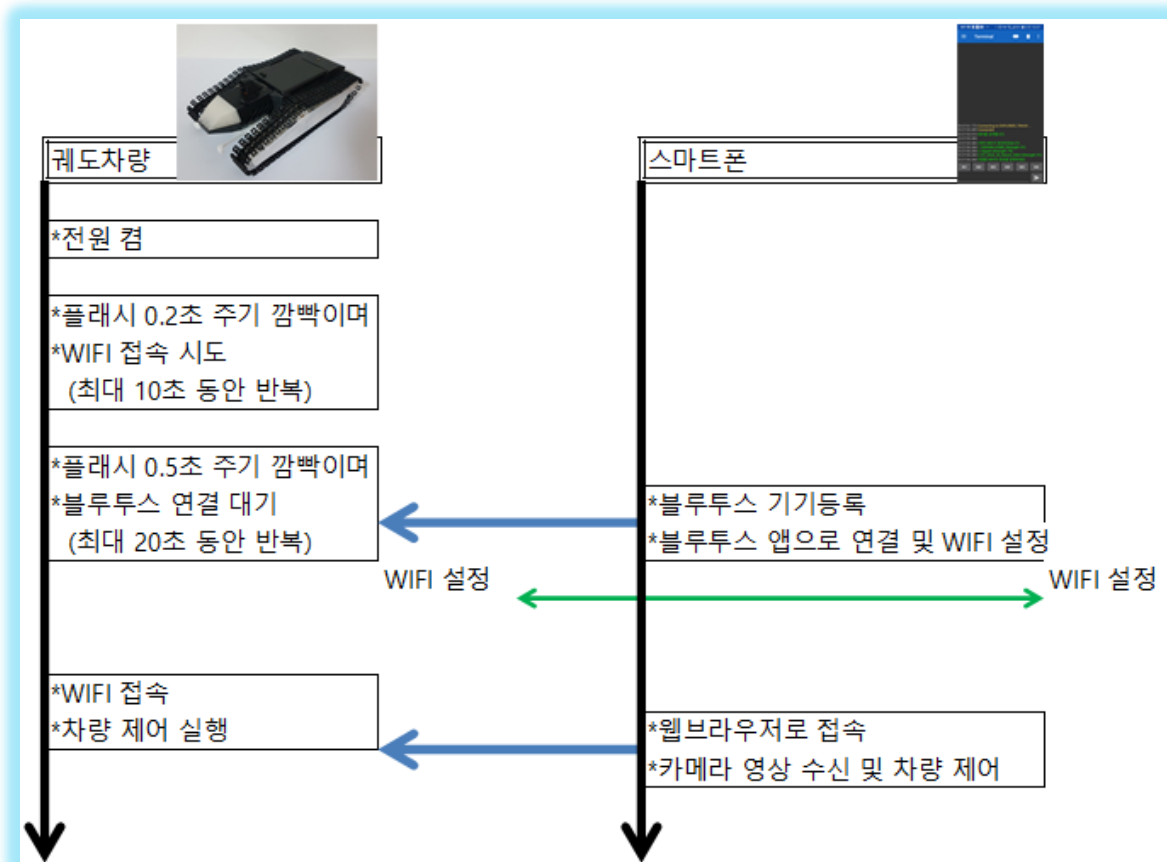 궤도차량
스마트폰
Terminal
*전원 켬
*플래시 0.2초 주기 깜빡이며
*WIFI 접속 시도
(최대 10초 동안 반복)
*플래시 0.5초 주기 깜빡이며
*블루투스 연결 대기
(최대 20초 동안 반복)
*블루투스 기기등록
*블루투스 앱으로 연결 및 WIFI 설정
WIFI 설정
WIFI 설정
*WIFI 접속
*차량 제어 실행
*웹브라우저로 접속
*카메라 영상 수신 및 차량 제어